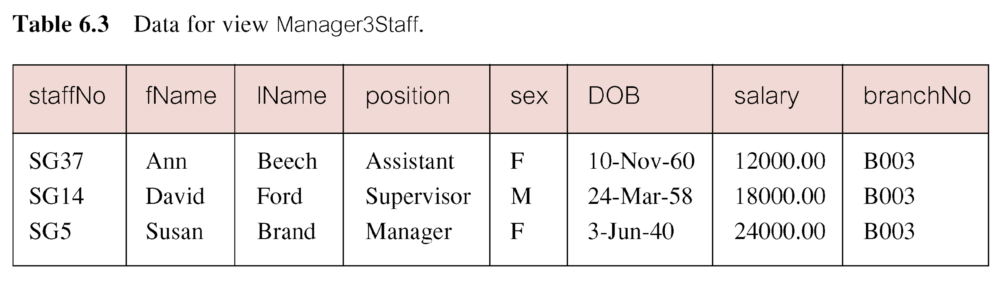 Table 6.3 Data for view Manager3Staff.
staffNo fName lName position sex DOB salary branchNo
SG37 Ann Beech Assistant F 10-Nov-60 12000.00 B003
SG14 David Ford Supervisor M 24-Mar-58 18000.00 B003
SG5 Susan Brand Manager F 3-Jun-40 24000.00 B003